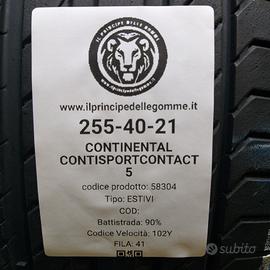 IL PRINCIPE DELLE GOMME
www.ilprincipedellegomme.it
255-40-21
CONTINENTAL
CONTISPORTCONTACT
5
codice prodotto: 58304
Tipo: ESTIVI
COD:
Battistrada: 90%
Codice Velocità: 102Y
FILA: 41
subito